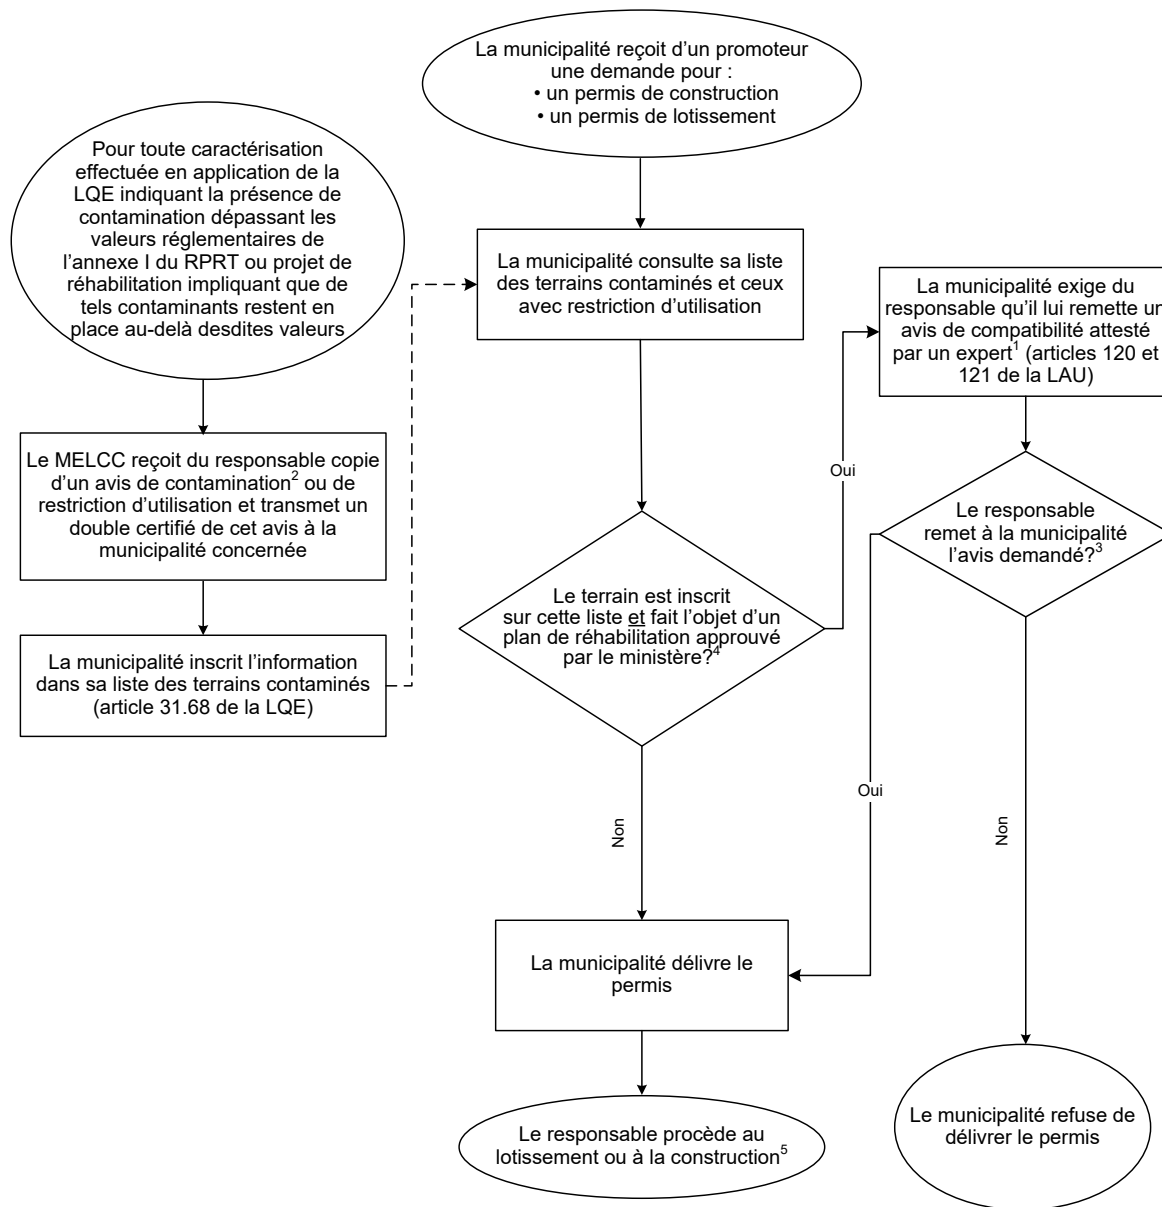 La municipalité reçoit d’un promoteur
une demande pour :
• un permis de construction
• un permis de lotissement
Pour toute caractérisation
effectuée en application de la
LQE indiquant la présence de
contamination dépassant les
valeurs réglementaires de
l’annexe I du RPRT ou projet de
réhabilitation impliquant que de
tels contaminants restent en
place au-delà desdites valeurs
La municipalité consulte sa liste
des terrains contaminés et ceux
avec restriction d’utilisation
La municipalité exige du
responsable qu’il lui remette un
avis de compatibilité attesté
par un expert¹ (articles 120 et
121 de la LAU)
Le MELCC reçoit du responsable copie
d’un avis de contamination² ou de
restriction d’utilisation et transmet un
double certifié de cet avis à la
municipalité concernée
Oui
Le responsable
remet à la municipalité
l’avis demandé?³
Le terrain est inscrit
sur cette liste et fait l’objet d’un
plan de réhabilitation approuvé
par le ministère?⁴
La municipalité inscrit l’information
dans sa liste des terrains contaminés
(article 31.68 de la LQE)
Oui
Non
Non
La municipalité délivre le
permis
Le responsable procède au
lotissement ou à la construction⁵
Le municipalité refuse de
délivrer le permis